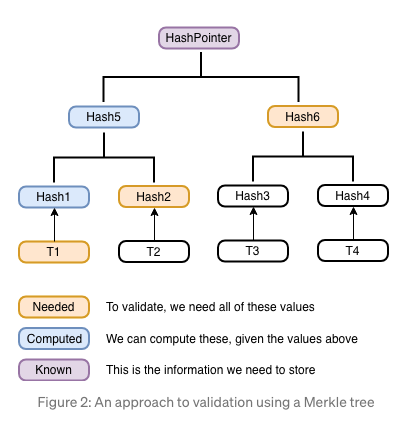 HashPointer
Hash5 Hash6
Hash1 Hash2 Hash3 Hash4
T1 T2 T3 T4
Needed To validate, we need all of these values
Computed We can compute these, given the values above
Known This is the information we need to store
Figure 2: An approach to validation using a Merkle tree